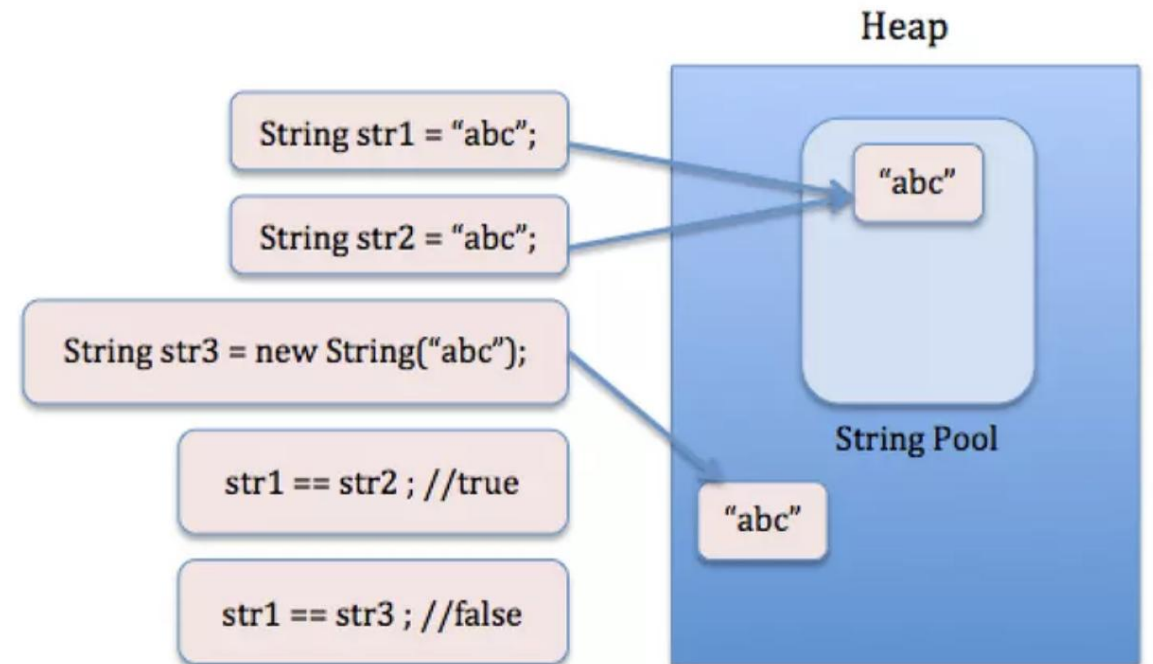 Heap
String str1 = “abc”;
“abc”
String str2 = “abc”;
String str3 = new String(“abc”);
String Pool
str1 == str2 ; //true
“abc”
str1 == str3 ; //false